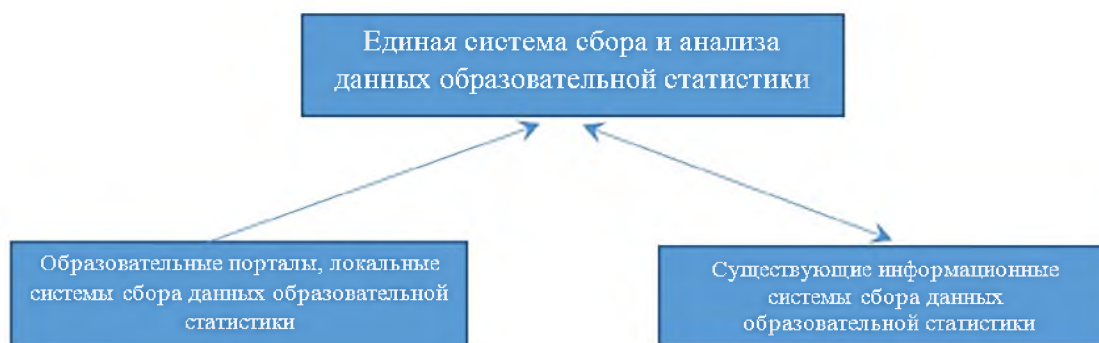 Единая система сбора и анализа
данных образовательной статистики
Образовательные порталы, локальные
системы сбора данных образовательной
статистики
Существующие информационные
системы сбора данных
образовательной статистики